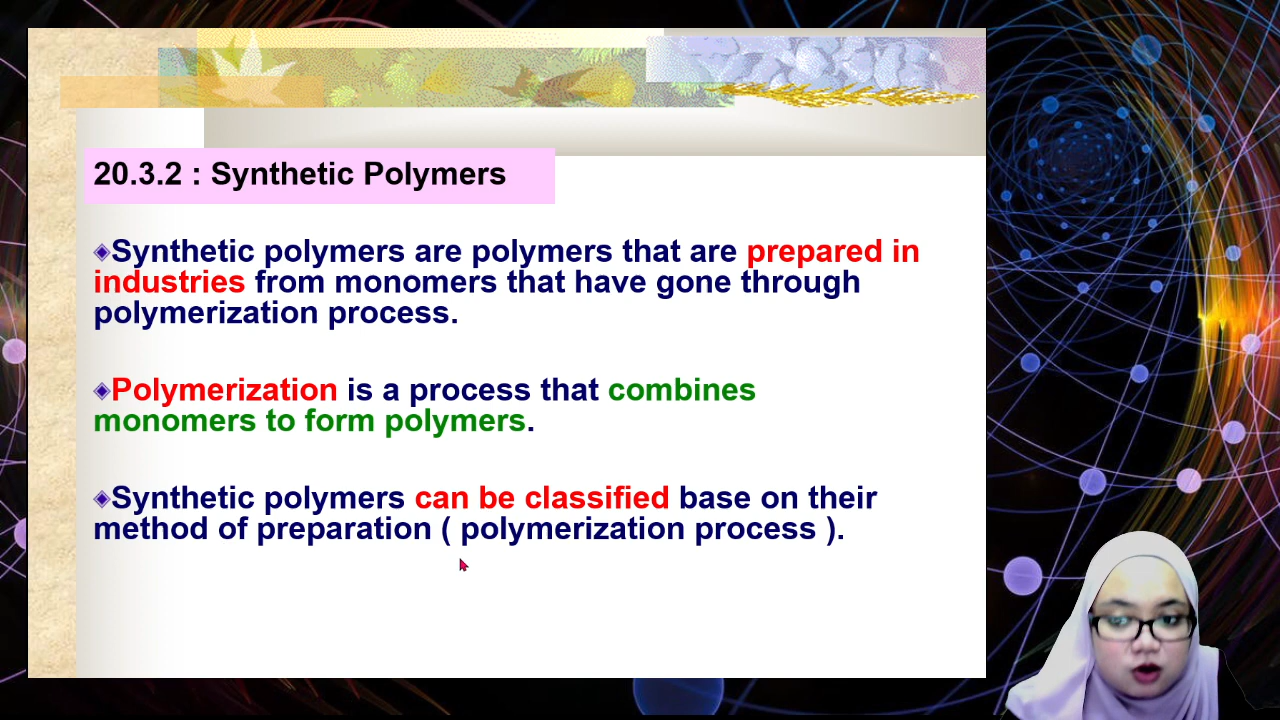 20.3.2 : Synthetic Polymers
Synthetic polymers are polymers that are prepared in
industries from monomers that have gone through
polymerization process.
Polymerization is a process that combines
monomers to form polymers.
Synthetic polymers can be classified base on their
method of preparation ( polymerization process ).